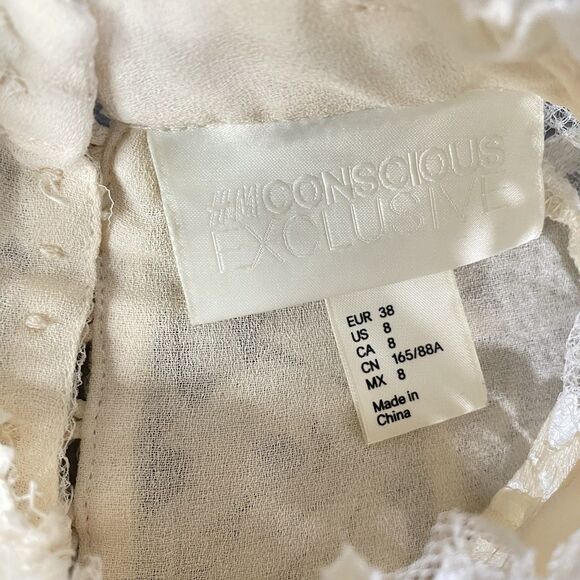 H&M CONSCIOUS
EXCLUSIVE
EUR 38
US 8
CA 8
CN 165/88A
MX 8
Made in
China